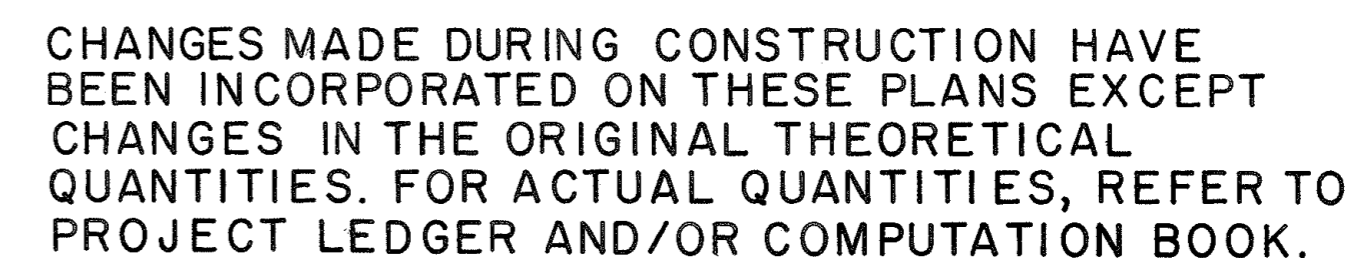 CHANGES MADE DURING CONSTRUCTION HAVE
BEEN INCORPORATED ON THESE PLANS EXCEPT
CHANGES IN THE ORIGINAL THEORETICAL
QUANTITIES. FOR ACTUAL QUANTITIES, REFER TO
PROJECT LEDGER AND/OR COMPUTATION BOOK.